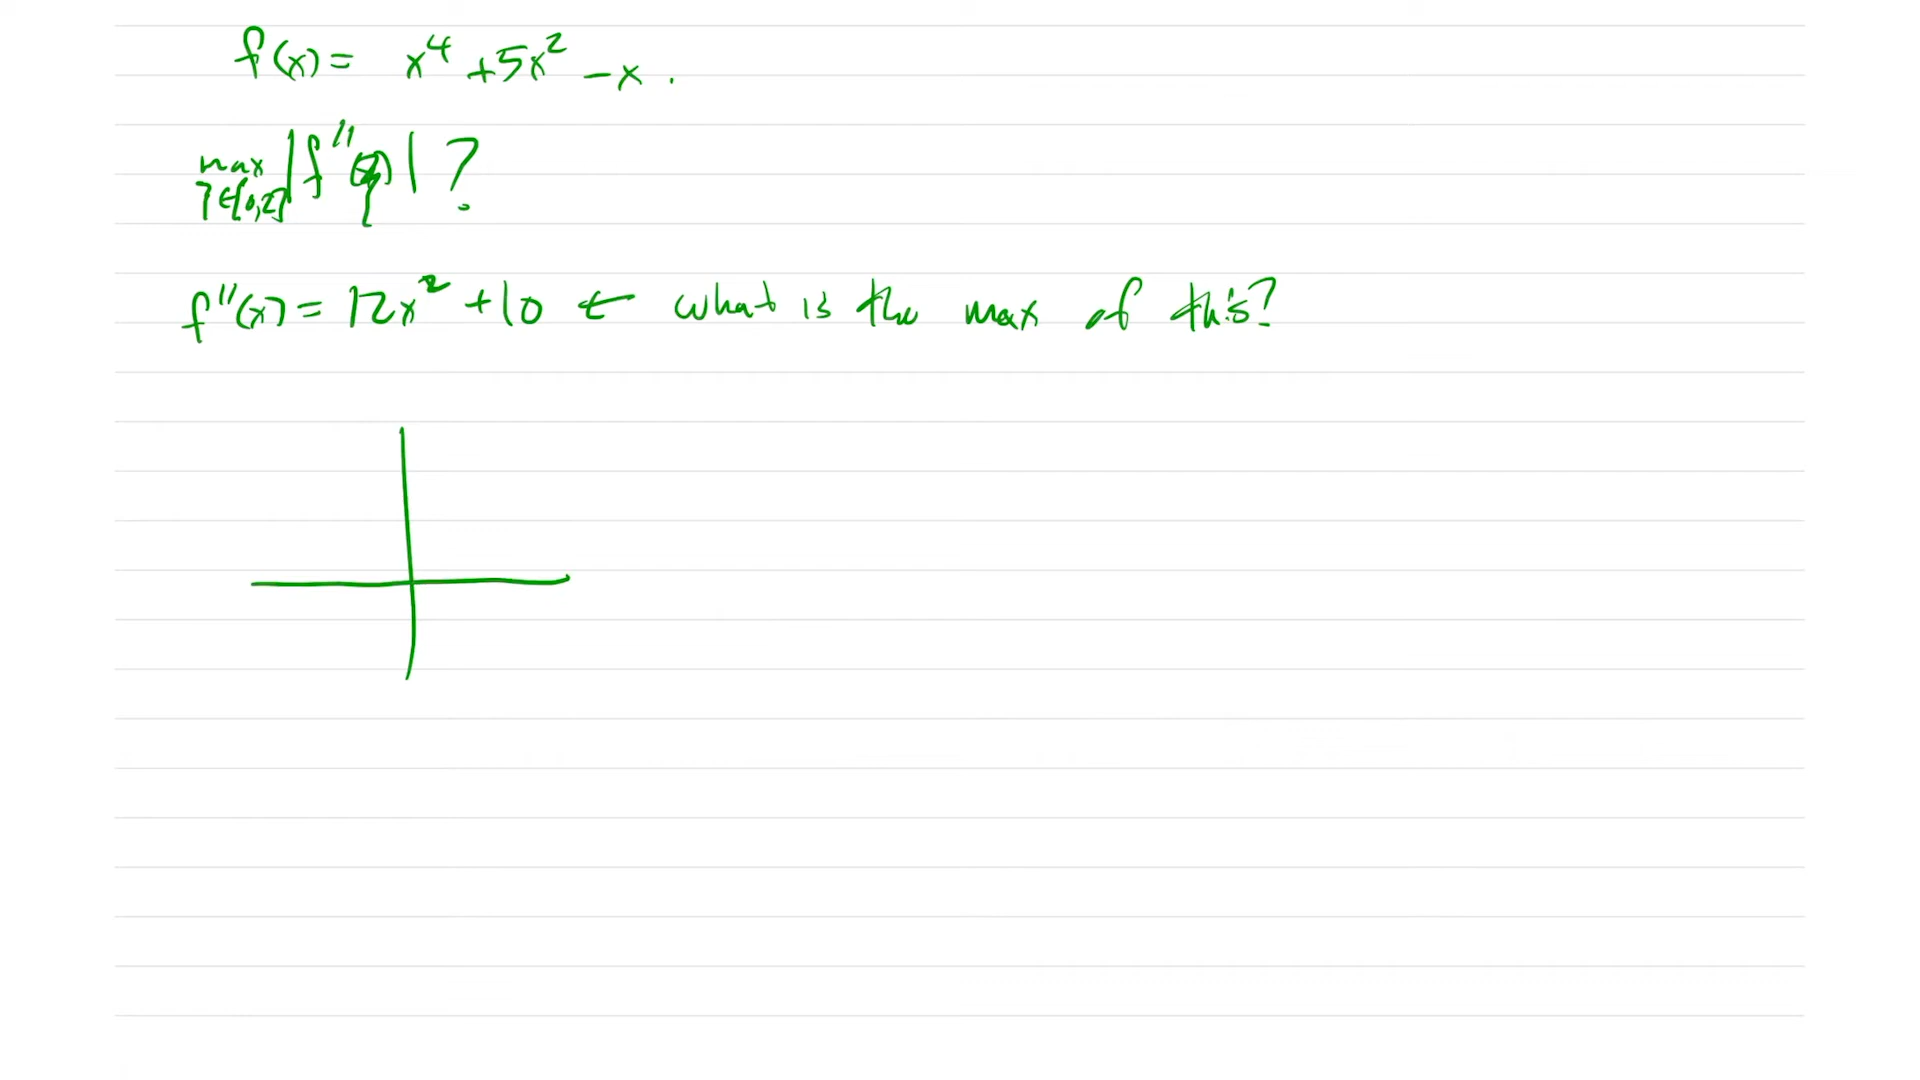 f(x) = x⁴ + 5x² - x .
max |f''(η)| ?
η ∈ [0,2]
f''(x) = 12x² + 10 ← what is the max of this?